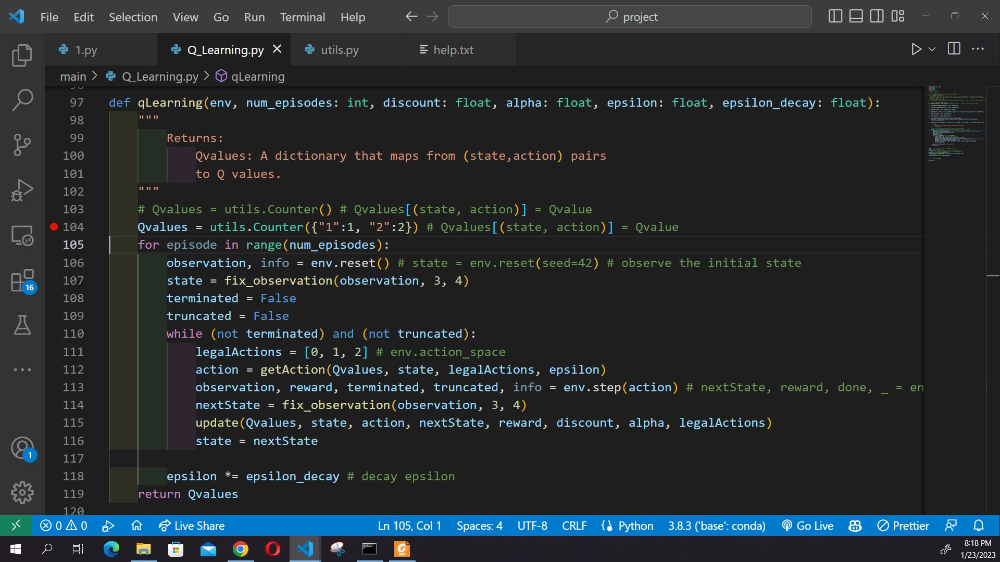 File Edit Selection View Go Run Terminal Help
project
1.py
Q_Learning.py
utils.py
help.txt
main > Q_Learning.py > qLearning
97 def qLearning(env, num_episodes: int, discount: float, alpha: float, epsilon: float, epsilon_decay: float):
98 """
99 Returns:
100 Qvalues: A dictionary that maps from (state,action) pairs
101 to Q values.
102 """
103 # Qvalues = utils.Counter() # Qvalues[(state, action)] = Qvalue
104 Qvalues = utils.Counter({"1":1, "2":2}) # Qvalues[(state, action)] = Qvalue
105 for episode in range(num_episodes):
106 observation, info = env.reset() # state = env.reset(seed=42) # observe the initial state
107 state = fix_observation(observation, 3, 4)
108 terminated = False
109 truncated = False
110 while (not terminated) and (not truncated):
111 legalActions = [0, 1, 2] # env.action_space
112 action = getAction(Qvalues, state, legalActions, epsilon)
113 observation, reward, terminated, truncated, info = env.step(action) # nextState, reward, done, _ = en
114 nextState = fix_observation(observation, 3, 4)
115 update(Qvalues, state, action, nextState, reward, discount, alpha, legalActions)
116 state = nextState
117
118 epsilon *= epsilon_decay # decay epsilon
119 return Qvalues
120
16
1
0 0 Live Share Ln 105, Col 1 Spaces: 4 UTF-8 CRLF Python 3.8.3 ('base': conda) Go Live Prettier
8:18 PM
1/23/2023